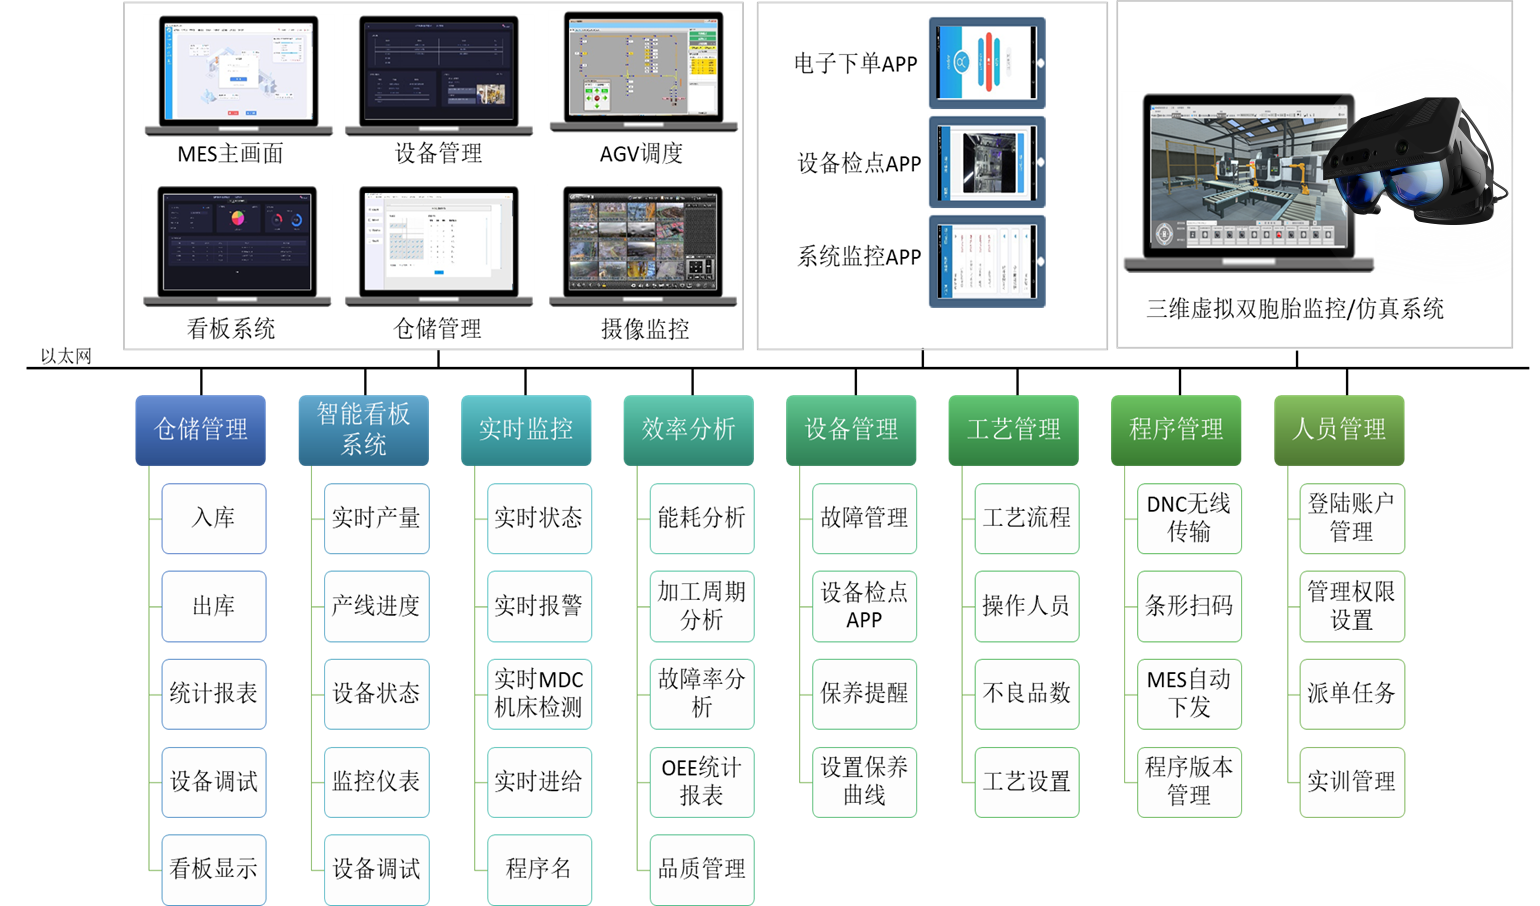 MES主画面
设备管理
AGV调度
看板系统
仓储管理
摄像监控
电子下单APP
设备检点APP
系统监控APP
三维虚拟双胞胎监控/仿真系统
以太网
仓储管理
智能看板
系统
实时监控
效率分析
设备管理
工艺管理
程序管理
人员管理
入库
出库
统计报表
设备调试
看板显示
实时产量
产线进度
设备状态
监控仪表
设备调试
实时状态
实时报警
实时MDC
机床检测
实时进给
程序名
能耗分析
加工周期
分析
故障率分
析
OEE统计
报表
品质管理
故障管理
设备检点
APP
保养提醒
设置保养
曲线
工艺流程
操作人员
不良品数
工艺设置
DNC无线
传输
条形扫码
MES自动
下发
程序版本
管理
登陆账户
管理
管理权限
设置
派单任务
实训管理